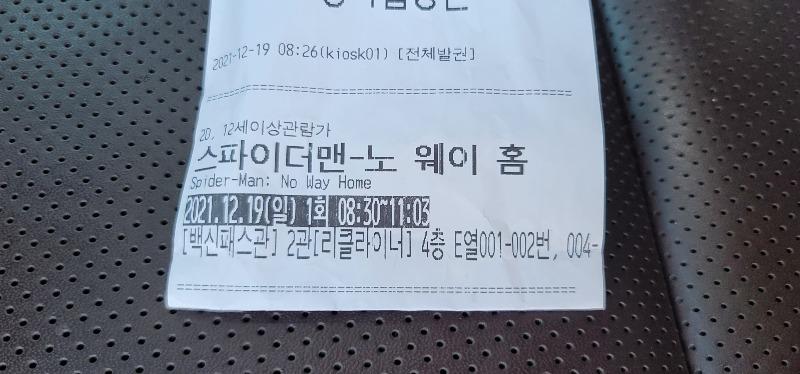 2021-12-19 08:26(kiosk01) [전체발권]
2D, 12세이상관람가
스파이더맨-노 웨이 홈
Spider-Man: No Way Home
2021.12.19(일) 1회 08:30~11:03
[백신패스관] 2관[리클라이너] 4층 E열001-002번, 004-